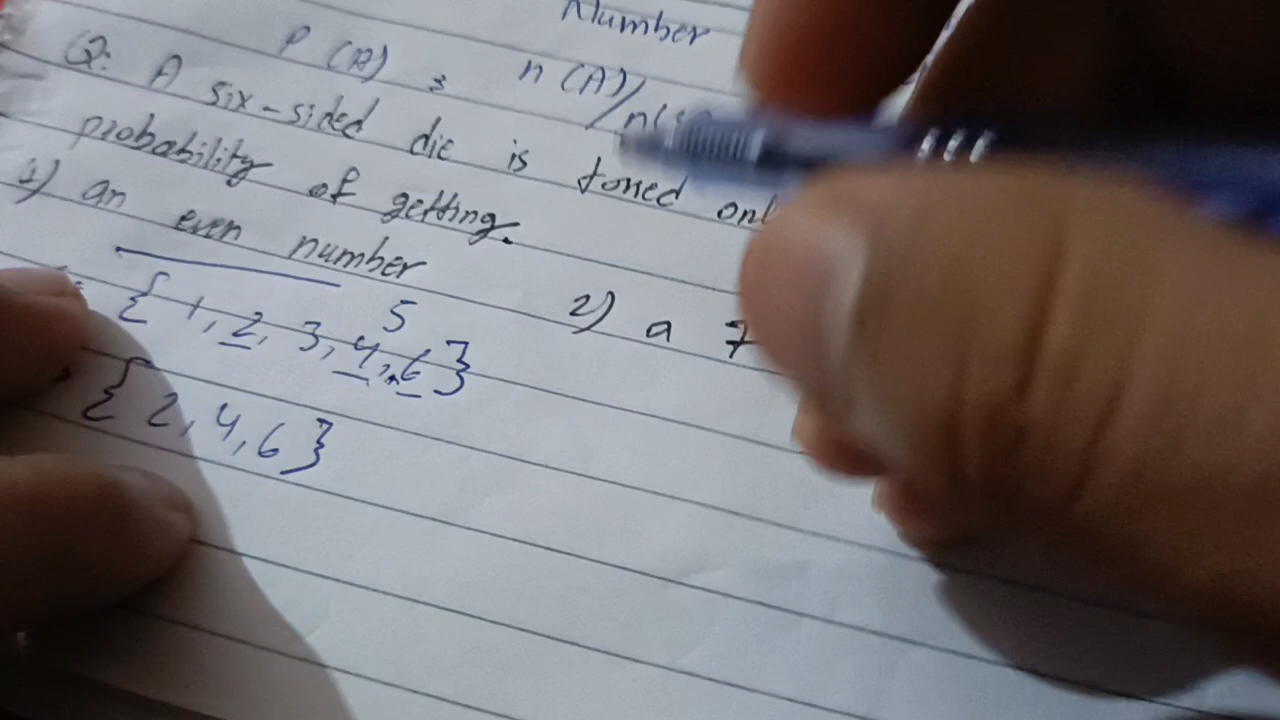 Number
P (A) = n (A)/n(s
Q: A six-sided die is tossed only
probability of getting.
1) an even number 2) a 7
{ 1, 2, 3, 4, 5, 6 }
{ 2, 4, 6 }